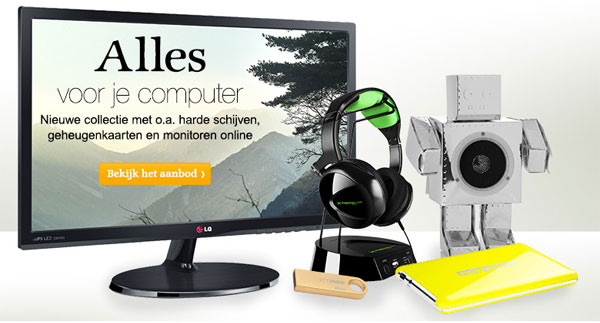 Alles
voor je computer
Nieuwe collectie met o.a. harde schijven,
geheugenkaarten en monitoren online
Bekijk het aanbod ›
LG